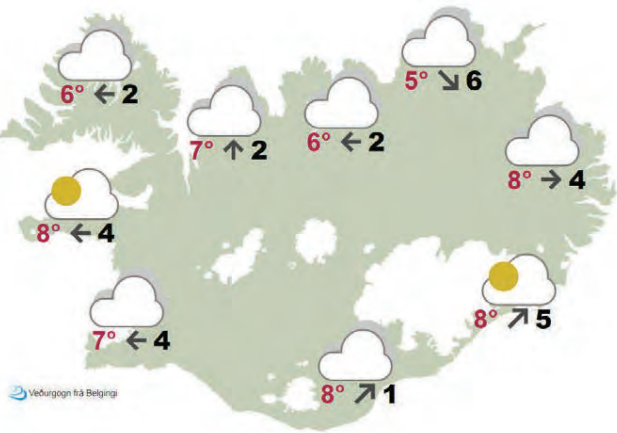 5° ↘ 6
6° ← 2
7° ↑ 2
6° ← 2
8° → 4
8° ← 4
8° ↗ 5
7° ← 4
8° ↗ 1
Veðurgögn frá Belgingi